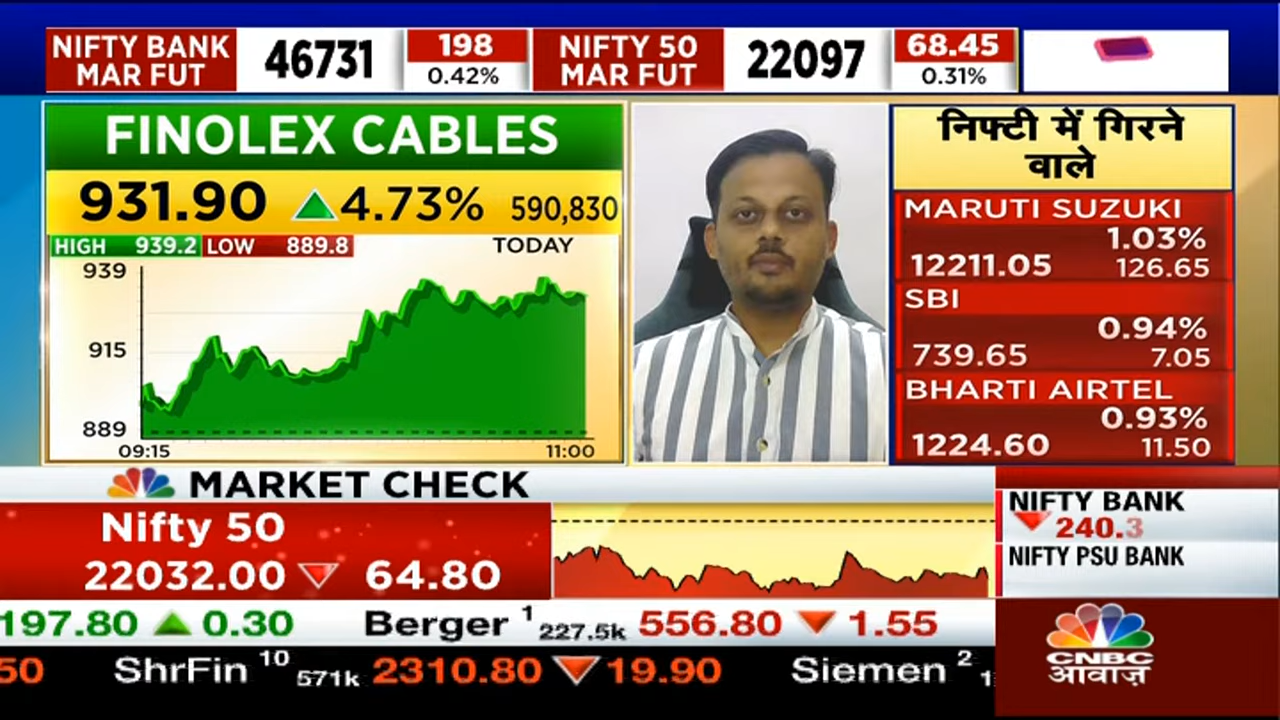 NIFTY BANK
MAR FUT
46731
198
0.42%
NIFTY 50
MAR FUT
22097
68.45
0.31%
FINOLEX CABLES
931.90 ▲ 4.73% 590,830
HIGH 939.2 LOW 889.8
TODAY
939
915
889
09:15
11:00
निफ्टी में गिरने
वाले
MARUTI SUZUKI
1.03%
12211.05 126.65
SBI
0.94%
739.65 7.05
BHARTI AIRTEL
0.93%
1224.60 11.50
MARKET CHECK
Nifty 50
22032.00 ▼ 64.80
NIFTY BANK
▼ 240.3
NIFTY PSU BANK
197.80 ▲ 0.30 Berger 1 227.5k 556.80 ▼ 1.55
50 ShrFin 10 571k 2310.80 ▼ 19.90 Siemen 2 1
CNBC
आवाज़